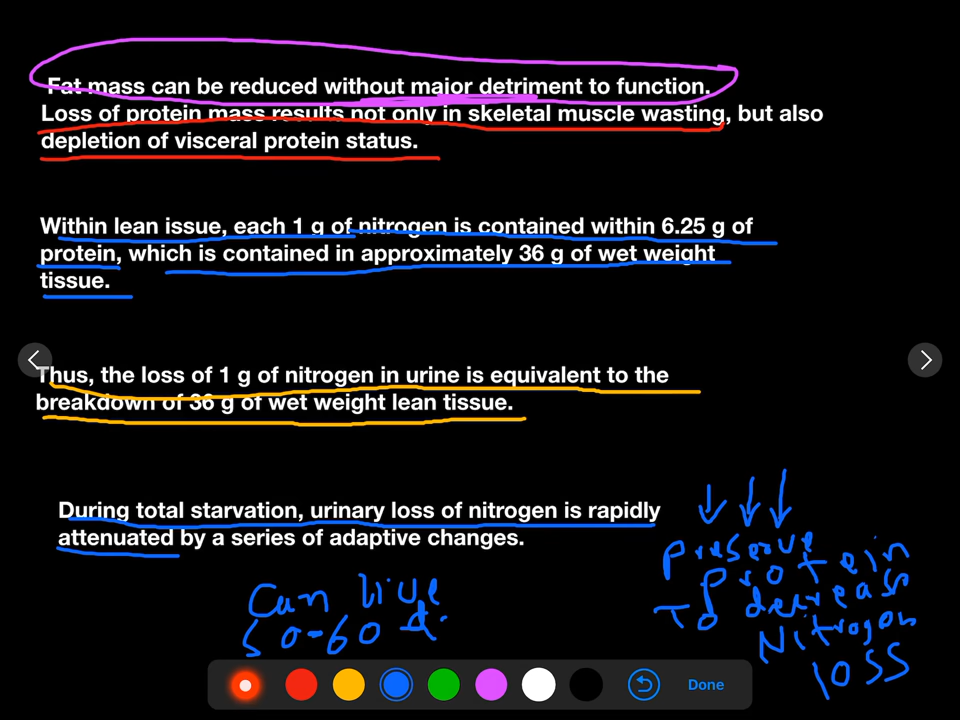 Fat mass can be reduced without major detriment to function.
Loss of protein mass results not only in skeletal muscle wasting, but also
depletion of visceral protein status.
Within lean issue, each 1 g of nitrogen is contained within 6.25 g of
protein, which is contained in approximately 36 g of wet weight
tissue.
Thus, the loss of 1 g of nitrogen in urine is equivalent to the
breakdown of 36 g of wet weight lean tissue.
During total starvation, urinary loss of nitrogen is rapidly
attenuated by a series of adaptive changes.
Can live
50-60 d.
Preserve
Protein
To decrease
Nitrogen
loss
Done